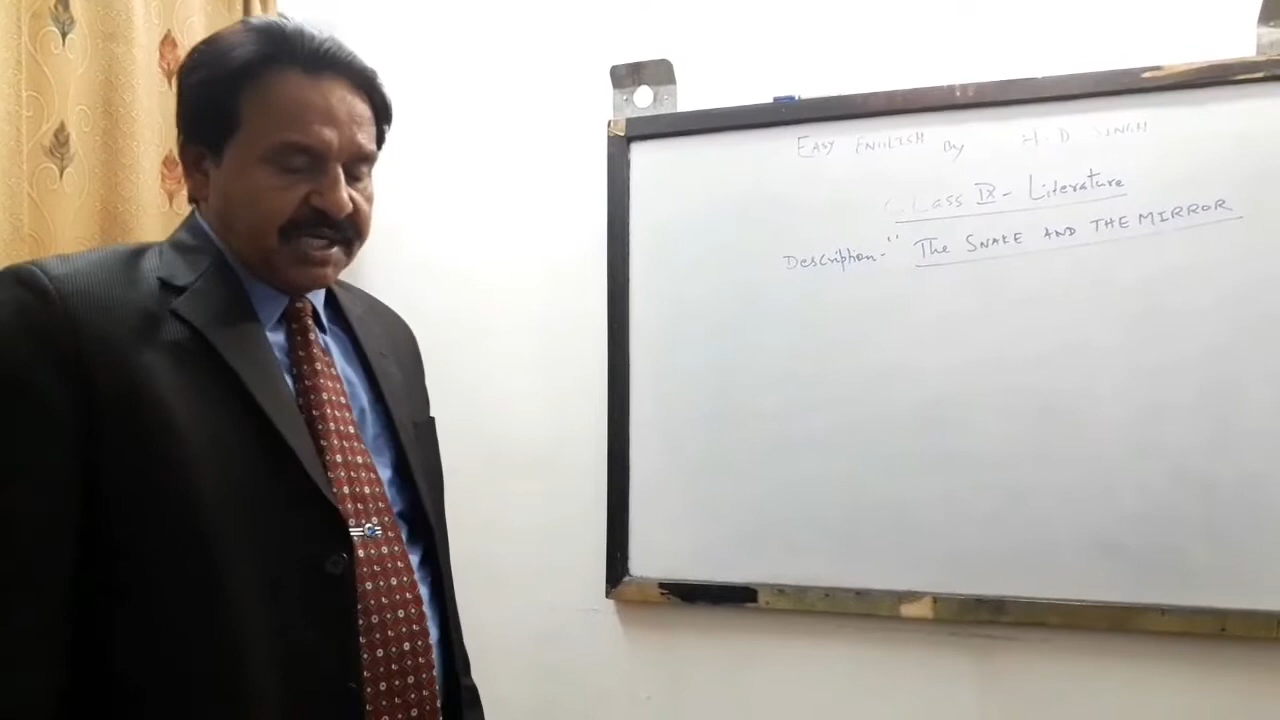 EASY ENGLISH By H.D SINGH
CLass IX - Literature
Description - " The SNAKE AND THE MIRROR